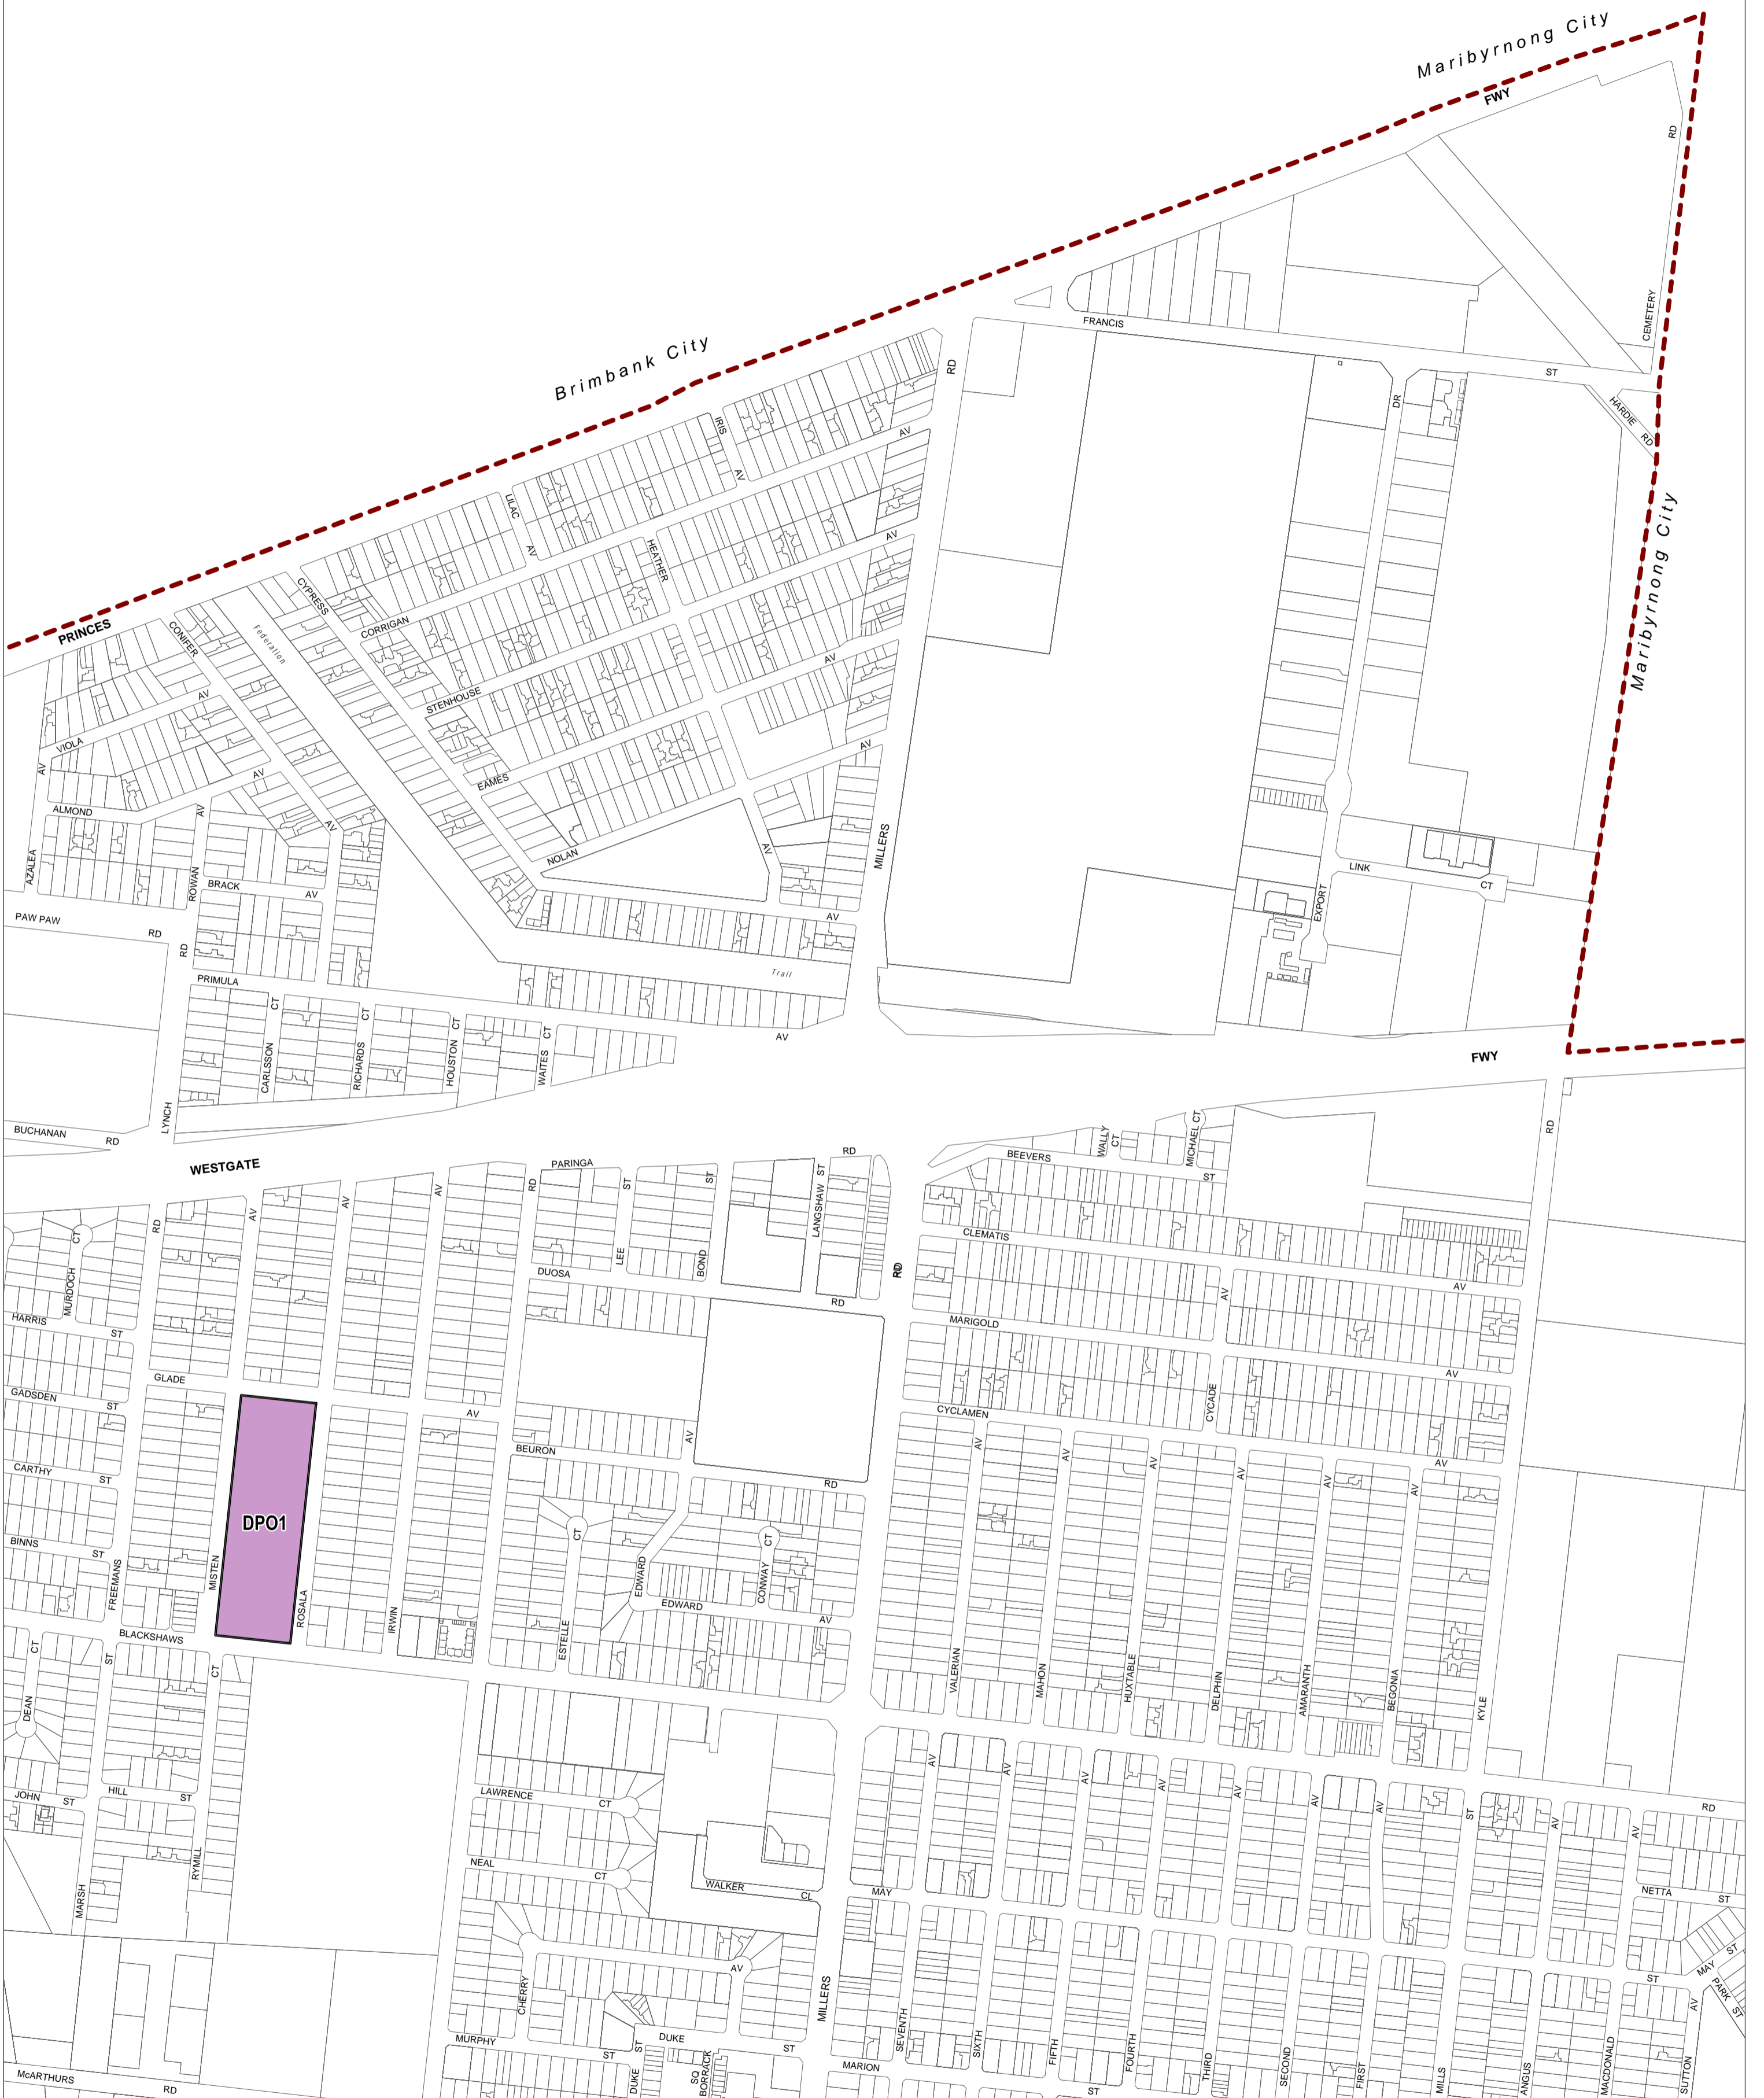 Maribyrnong City
FWY
RD
CEMETERY
FRANCIS
ST
HARDIE RD
Brimbank City
RD
IRIS
AV
AV
DR
LILAC
AV
HEATHER
AV
Maribyrnong City
PRINCES
CONIFER
Federation
CYPRESS
CORRIGAN
AV
STENHOUSE
AV
VIOLA
AV
AV
AV
EAMES
ALMOND
AV
AV
NOLAN
AV
MILLERS
LINK
CT
AZALEA
ROWAN
BRACK
AV
AV
EXPORT
PAW PAW
RD
RD
PRIMULA
Trail
CT
CT
CT
CT
AV
CARLSSON
RICHARDS
HOUSTON
WAITES
FWY
LYNCH
BUCHANAN
RD
WESTGATE
PARINGA
RD
WALLY
CT
MICHAEL CT
BEEVERS
ST
RD
RD
AV
AV
AV
RD
ST
ST
LANGSHAW ST
MURDOCH
CT
LEE
BOND
DUOSA
RD
RD
CLEMATIS
AV
AV
HARRIS
ST
MARIGOLD
AV
GLADE
AV
GADSDEN
ST
CYCLAMEN
CYCADE
AV
BEURON
AV
RD
AV
AV
AV
AV
AV
AV
CARTHY
ST
DPO1
BINNS
ST
FREEMANS
MISTEN
ROSALA
IRWIN
CT
EDWARD
CONWAY
CT
EDWARD
AV
ESTELLE
BLACKSHAWS
VALERIAN
MAHON
HUXTABLE
DELPHIN
AMARANTH
BEGONIA
KYLE
CT
ST
CT
DEAN
AV
AV
AV
AV
AV
AV
AV
ST
AV
AV
RD
JOHN
ST
HILL
ST
LAWRENCE
CT
NEAL
CT
WALKER
CL
MAY
NETTA
ST
MARSH
RYMILL
AV
ST
MAY
ST
PARK
ST
CHERRY
MILLERS
SEVENTH
SIXTH
FIFTH
FOURTH
THIRD
SECOND
FIRST
MILLS
ANGUS
MACDONALD
SUTTON
AV
MURPHY
ST
DUKE
ST
ST
DUKE
SQ
BORRACK
MARION
ST
McARTHURS
RD